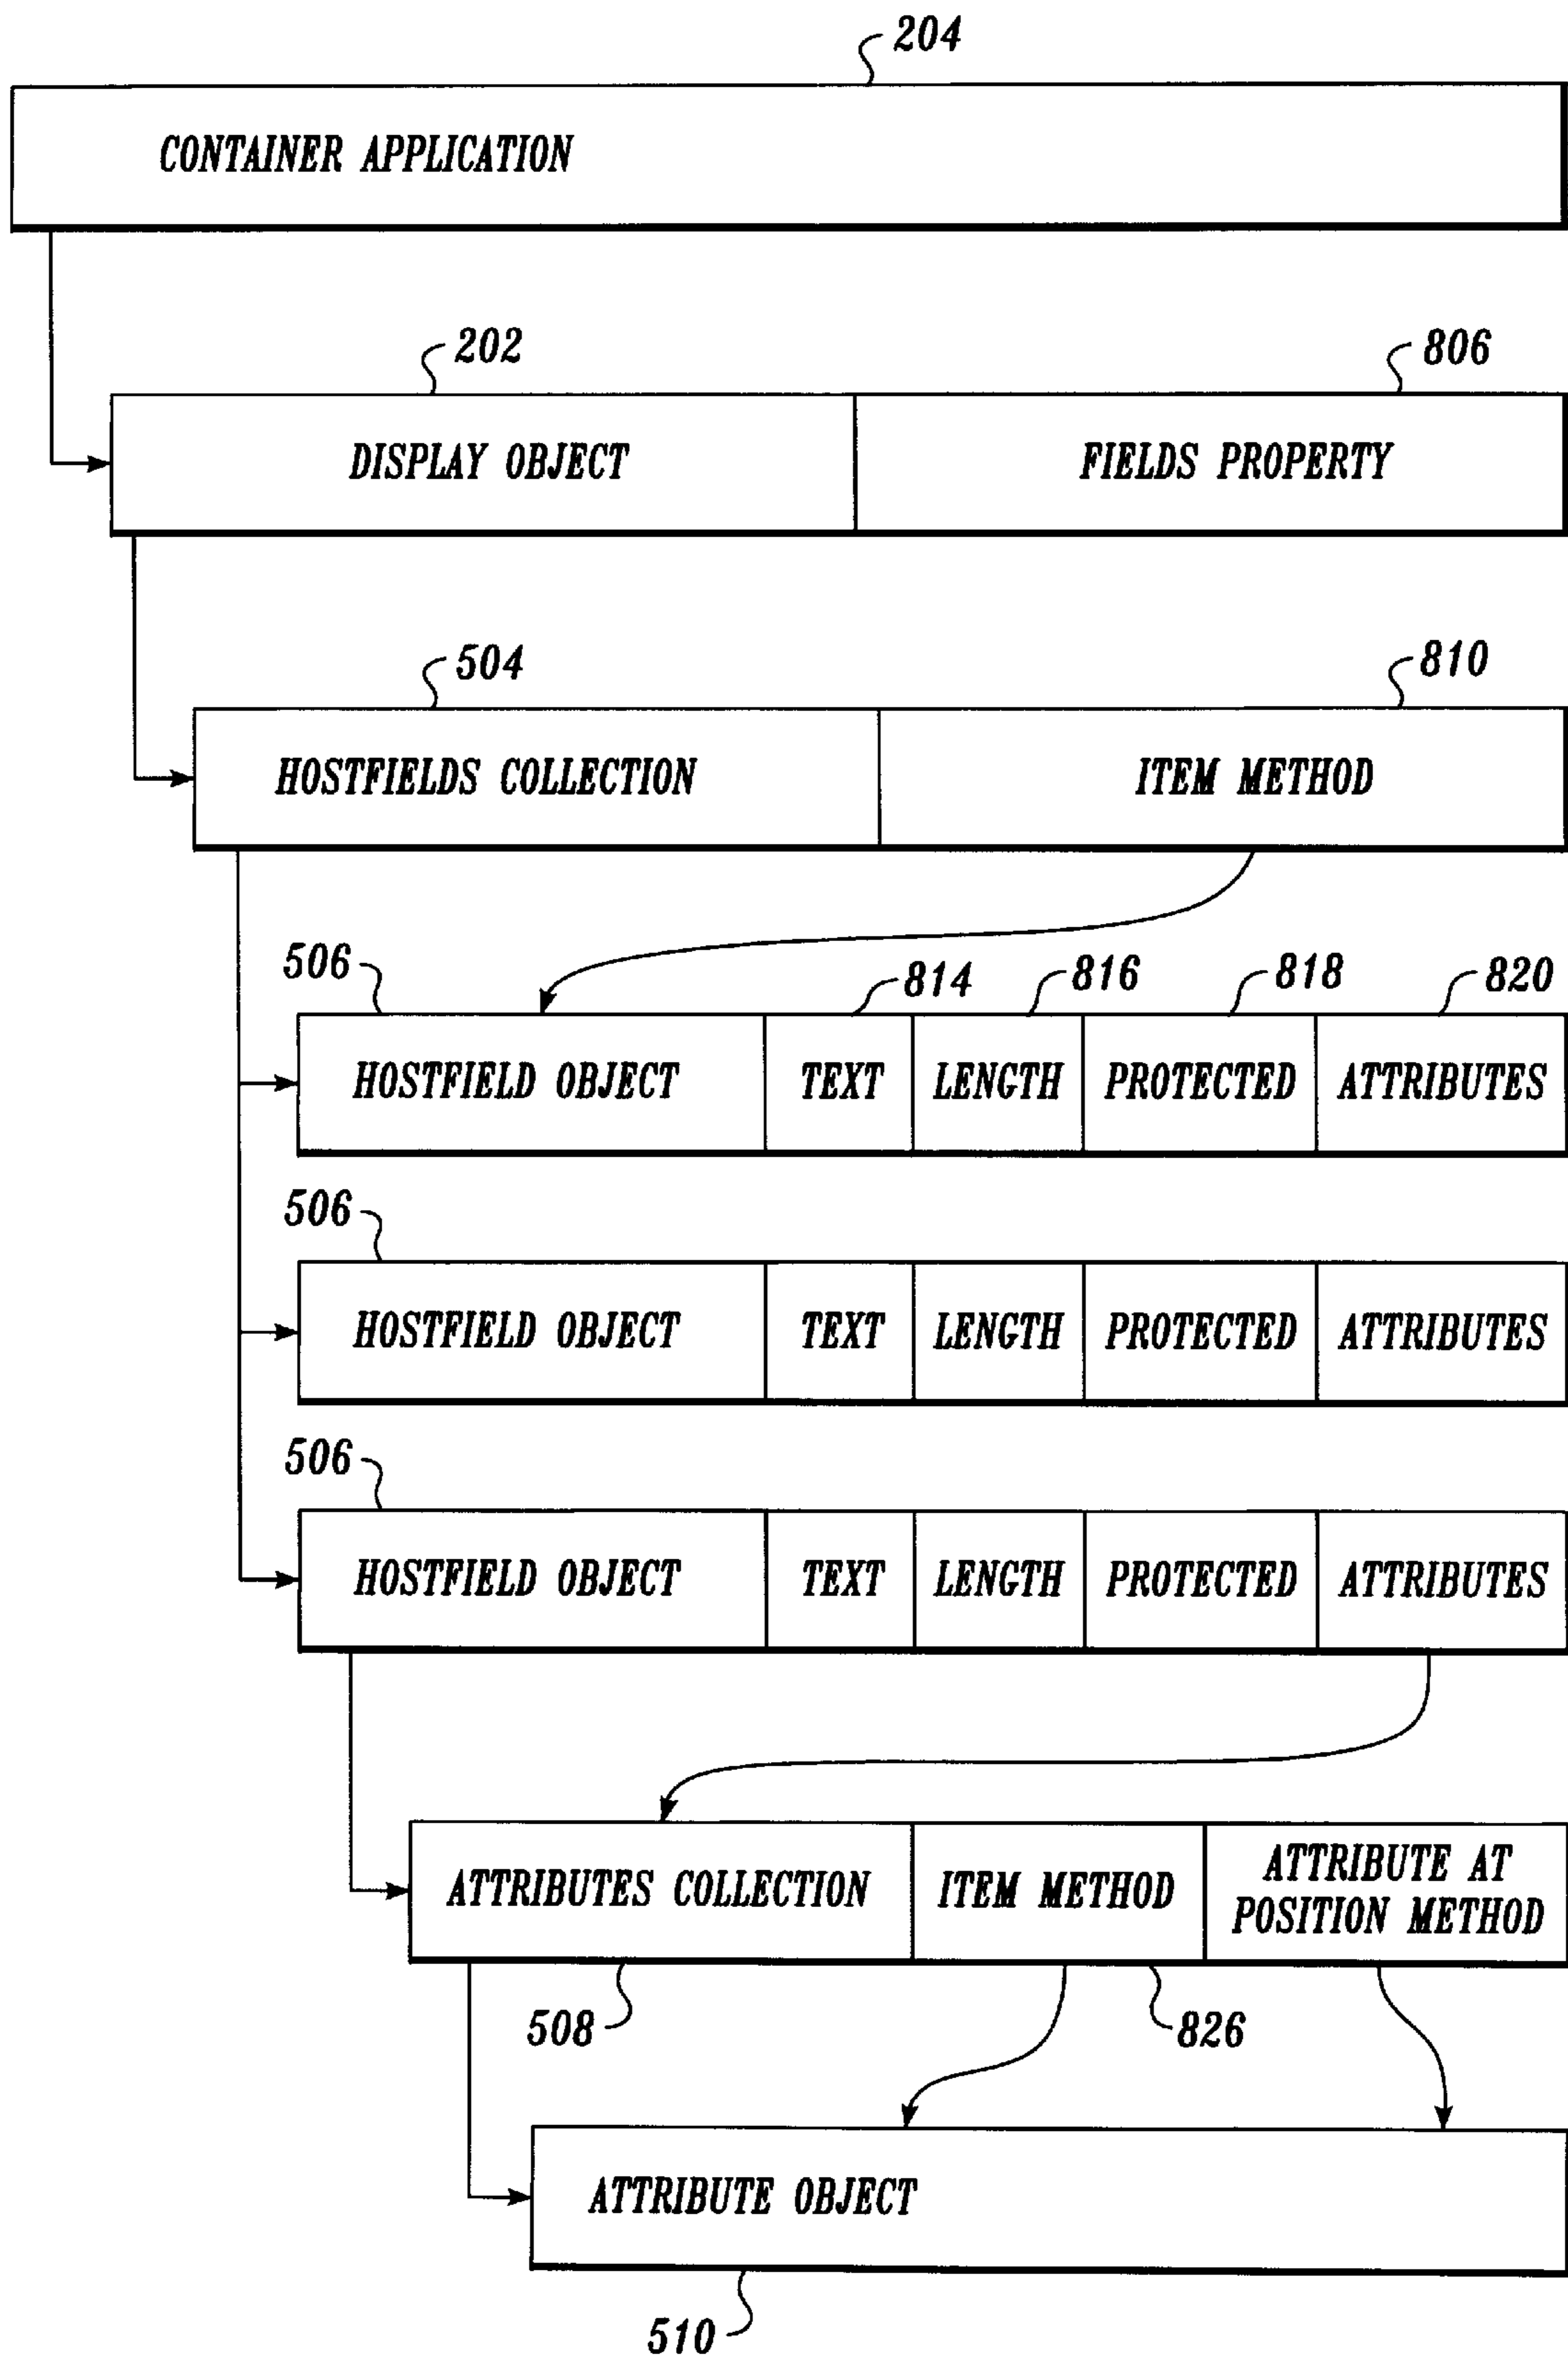 204
CONTAINER APPLICATION
202
806
DISPLAY OBJECT
FIELDS PROPERTY
504
810
HOSTFIELDS COLLECTION
ITEM METHOD
506
814
816
818
820
HOSTFIELD OBJECT
TEXT
LENGTH
PROTECTED
ATTRIBUTES
506
HOSTFIELD OBJECT
TEXT
LENGTH
PROTECTED
ATTRIBUTES
506
HOSTFIELD OBJECT
TEXT
LENGTH
PROTECTED
ATTRIBUTES
ATTRIBUTES COLLECTION
ITEM METHOD
ATTRIBUTE AT
POSITION METHOD
508
826
ATTRIBUTE OBJECT
510